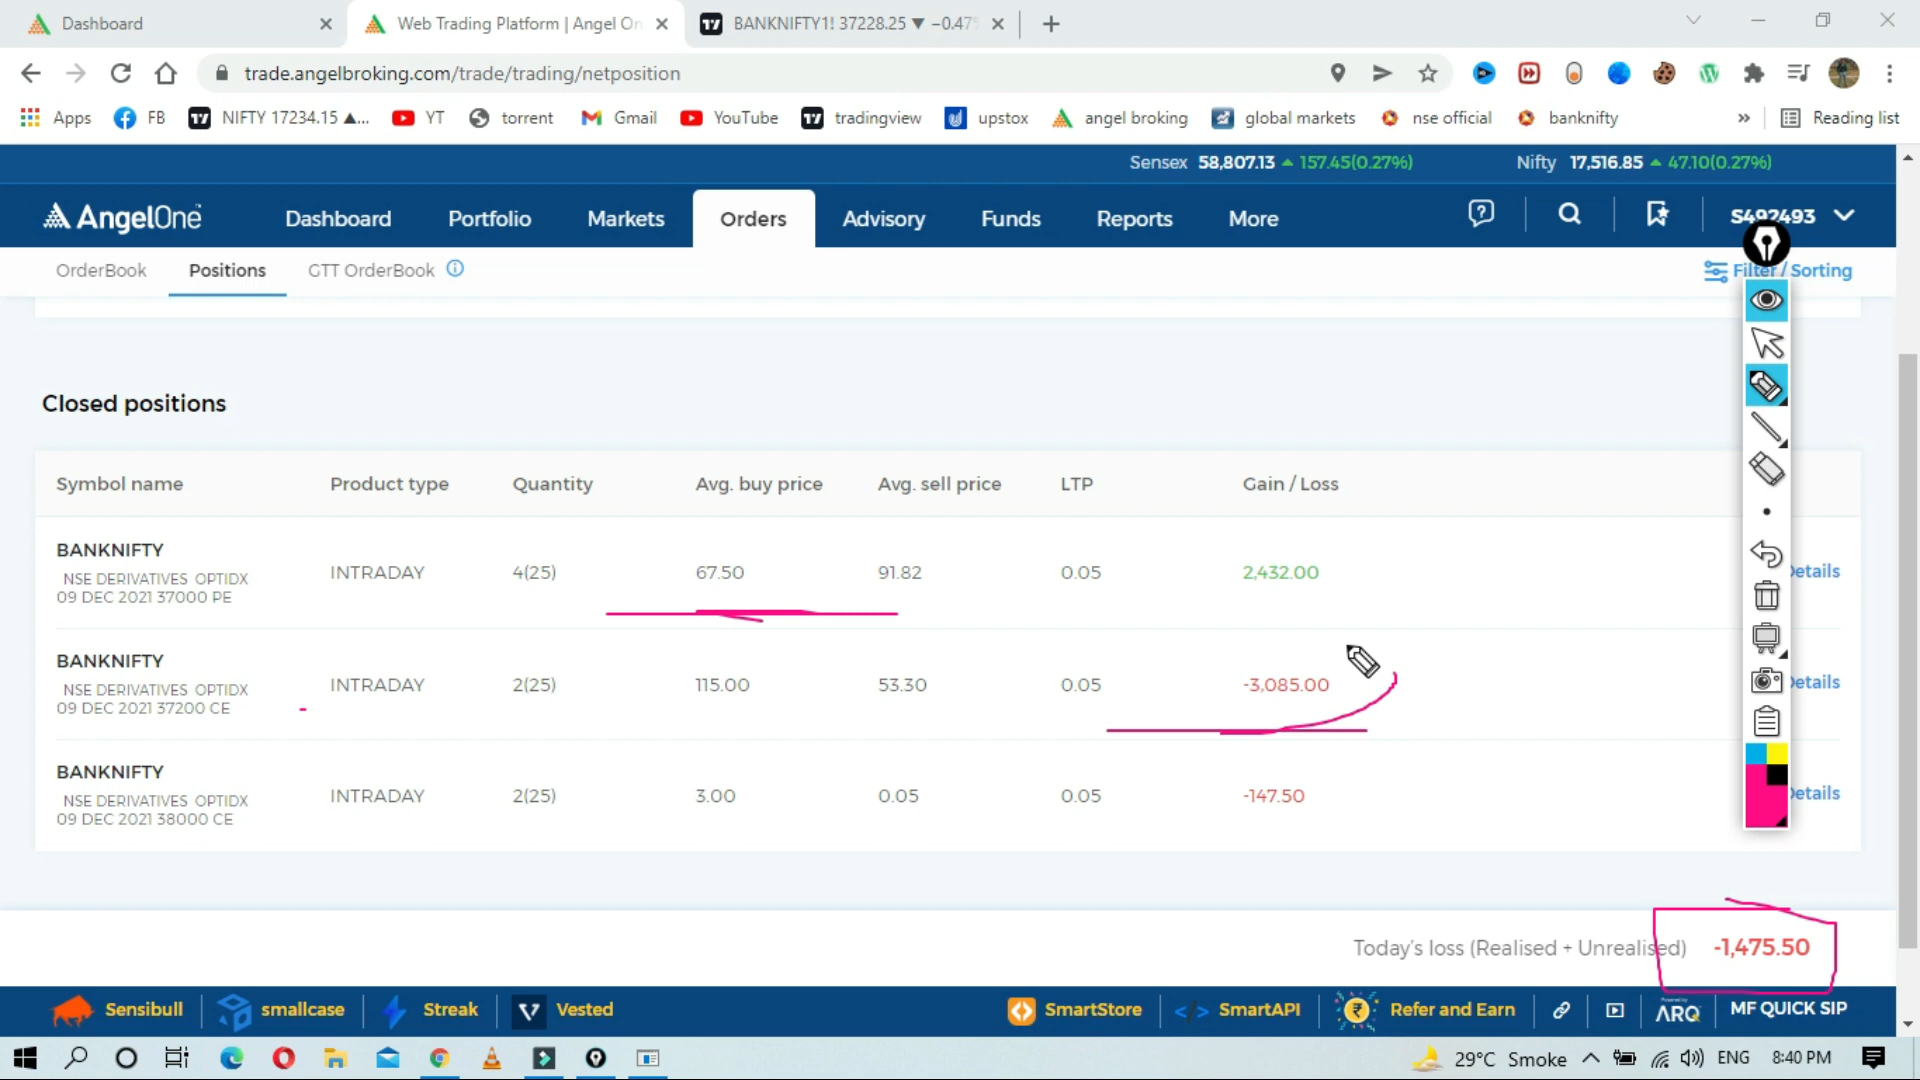 Dashboard
Web Trading Platform | Angel On
BANKNIFTY1! 37228.25 ▼ −0.47%
trade.angelbroking.com/trade/trading/netposition
Apps
FB
NIFTY 17234.15 ▲...
YT
torrent
Gmail
YouTube
tradingview
upstox
angel broking
global markets
nse official
banknifty
»
Reading list
Sensex 58,807.13 157.45(0.27%)
Nifty 17,516.85 47.10(0.27%)
AngelOne
Dashboard
Portfolio
Markets
Orders
Advisory
Funds
Reports
More
S492493
OrderBook
Positions
GTT OrderBook
Filter / Sorting
Closed positions
Symbol name
Product type
Quantity
Avg. buy price
Avg. sell price
LTP
Gain / Loss
BANKNIFTY
NSE DERIVATIVES OPTIDX
09 DEC 2021 37000 PE
INTRADAY
4(25)
67.50
91.82
0.05
2,432.00
Details
BANKNIFTY
NSE DERIVATIVES OPTIDX
09 DEC 2021 37200 CE
INTRADAY
2(25)
115.00
53.30
0.05
-3,085.00
Details
BANKNIFTY
NSE DERIVATIVES OPTIDX
09 DEC 2021 38000 CE
INTRADAY
2(25)
3.00
0.05
0.05
-147.50
Details
Today's loss (Realised + Unrealised) -1,475.50
Sensibull
smallcase
Streak
Vested
SmartStore
SmartAPI
Refer and Earn
ARQ
MF QUICK SIP
29°C Smoke
ENG
8:40 PM